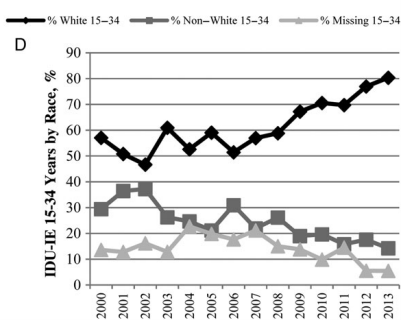 % White 15–34 % Non–White 15–34 % Missing 15–34
D
IDU-IE 15-34 Years by Race, %
90
80
70
60
50
40
30
20
10
0
2000 2001 2002 2003 2004 2005 2006 2007 2008 2009 2010 2011 2012 2013